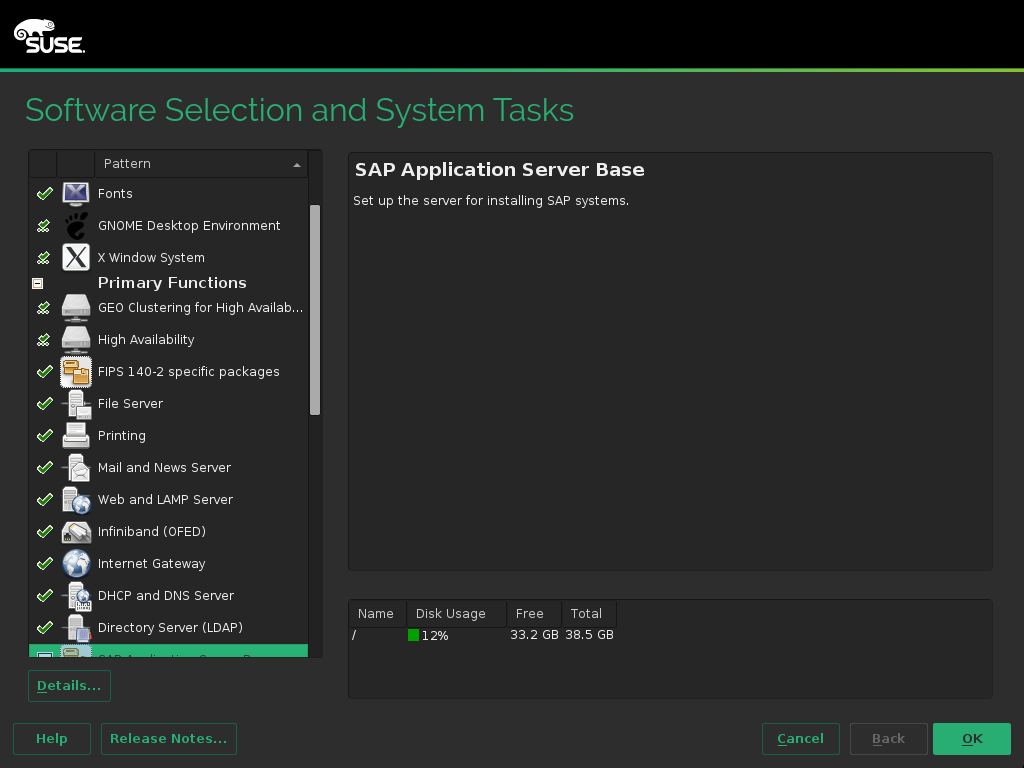 SUSE
Software Selection and System Tasks
Pattern
Fonts
GNOME Desktop Environment
X Window System
Primary Functions
GEO Clustering for High Availab...
High Availability
FIPS 140-2 specific packages
File Server
Printing
Mail and News Server
Web and LAMP Server
Infiniband (OFED)
Internet Gateway
DHCP and DNS Server
Directory Server (LDAP)
SAP Application Server Base
Details...
SAP Application Server Base
Set up the server for installing SAP systems.
Name Disk Usage Free Total
/ 12% 33.2 GB 38.5 GB
Help Release Notes... Cancel Back OK